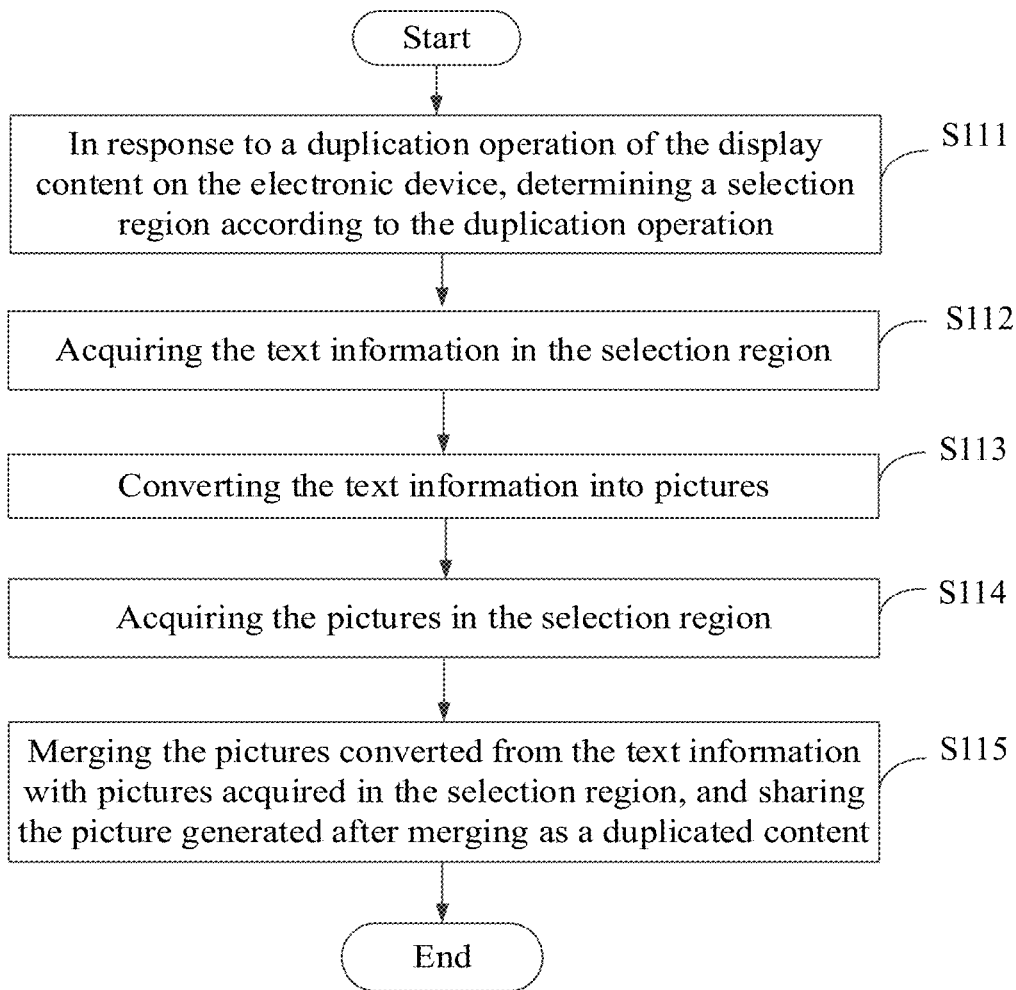 Start
In response to a duplication operation of the display
content on the electronic device, determining a selection
region according to the duplication operation
S111
Acquiring the text information in the selection region
S112
Converting the text information into pictures
S113
Acquiring the pictures in the selection region
S114
Merging the pictures converted from the text information
with pictures acquired in the selection region, and sharing
the picture generated after merging as a duplicated content
S115
End